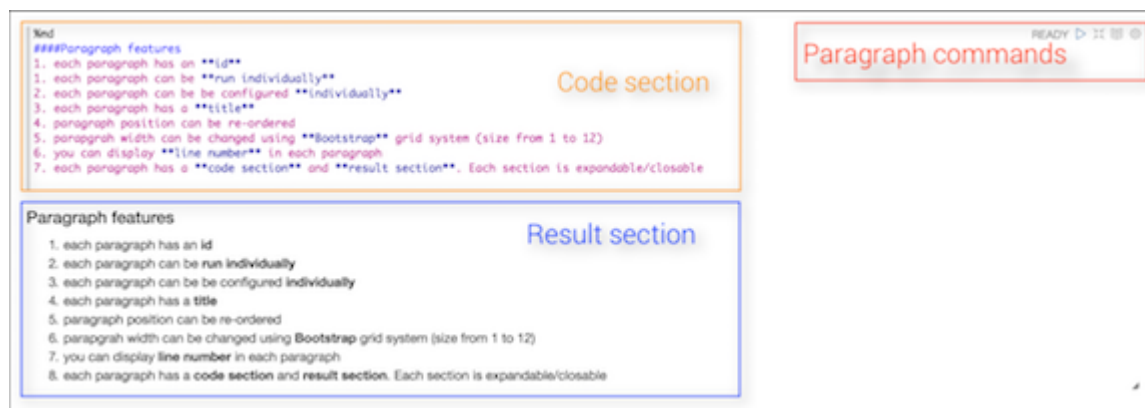 %md
####Paragraph features
1. each paragraph has an **id**
1. each paragraph can be **run individually**
2. each paragraph can be be configured **individually**
3. each paragraph has a **title**
4. paragraph position can be re-ordered
5. parapgrah width can be changed using **Bootstrap** grid system (size from 1 to 12)
6. you can display **line number** in each paragraph
7. each paragraph has a **code section** and **result section**. Each section is expandable/closable
Code section
READY
Paragraph commands
Paragraph features
1. each paragraph has an id
2. each paragraph can be run individually
3. each paragraph can be be configured individually
4. each paragraph has a title
5. paragraph position can be re-ordered
6. parapgrah width can be changed using Bootstrap grid system (size from 1 to 12)
7. you can display line number in each paragraph
8. each paragraph has a code section and result section. Each section is expandable/closable
Result section